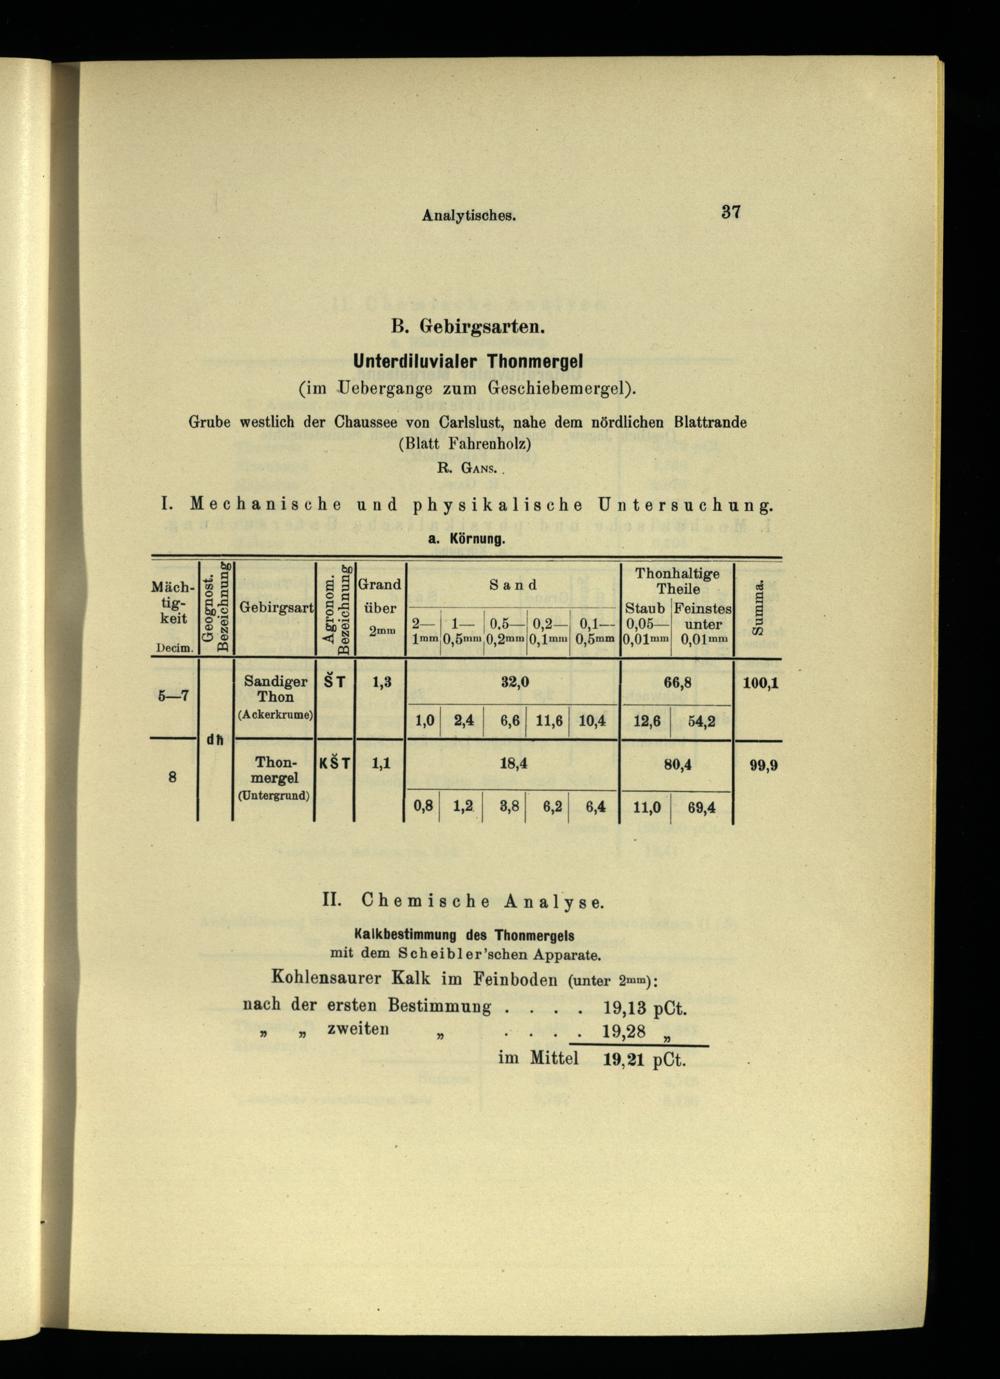 Analytisches. 37
B. Gebirgsarten.
Unterdiluvialer Thonmergel
(im Uebergange zum Geschiebemergel).
Grube westlich der Chaussee von Carlslust, nahe dem nördlichen Blattrande
(Blatt Fahrenholz)
R. GANS.
I. Mechanische und physikalische Untersuchung.
a. Körnung.
Mäch-
tig-
keit
Decim.
Geognost.
Bezeichnung
Gebirgsart
Agronom.
Bezeichnung
Grand
über
2mm
Sand
2— 1— 0,5— 0,2— 0,1—
1mm 0,5mm 0,2mm 0,1mm 0,5mm
Thonhaltige
Theile
Staub Feinstes
0,05— unter
0,01mm 0,01mm
Summa.
5—7 Sandiger ŠT 1,3 32,0 66,8 100,1
Thon
(Ackerkrume) 1,0 2,4 6,6 11,6 10,4 12,6 54,2
dh
8 Thon- KŠT 1,1 18,4 80,4 99,9
mergel
(Untergrund) 0,8 1,2 3,8 6,2 6,4 11,0 69,4
II. Chemische Analyse.
Kalkbestimmung des Thonmergels
mit dem Scheibler'schen Apparate.
Kohlensaurer Kalk im Feinboden (unter 2mm):
nach der ersten Bestimmung . . . . 19,13 pCt.
„ „ zweiten „ . . . . 19,28 „
im Mittel 19,21 pCt.